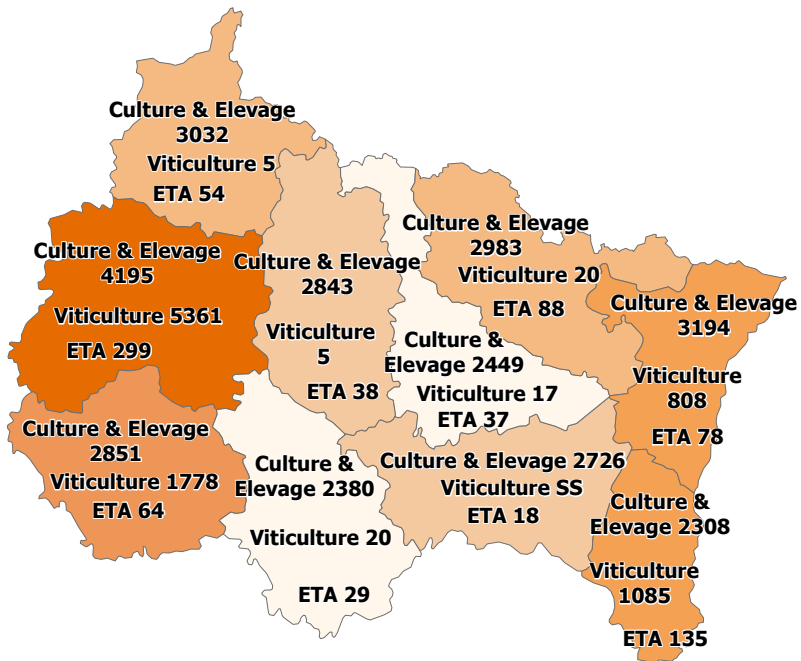 Culture & Elevage
3032
Viticulture 5
ETA 54
Culture & Elevage
4195
Viticulture 5361
ETA 299
Culture & Elevage
2843
Viticulture
5
ETA 38
Culture & Elevage
2983
Viticulture 20
ETA 88
Culture & Elevage
3194
Viticulture
808
ETA 78
Culture &
Elevage 2449
Viticulture 17
ETA 37
Culture & Elevage
2851
Viticulture 1778
ETA 64
Culture &
Elevage 2380
Viticulture 20
ETA 29
Culture & Elevage 2726
Viticulture SS
ETA 18
Culture &
Elevage 2308
Viticulture
1085
ETA 135